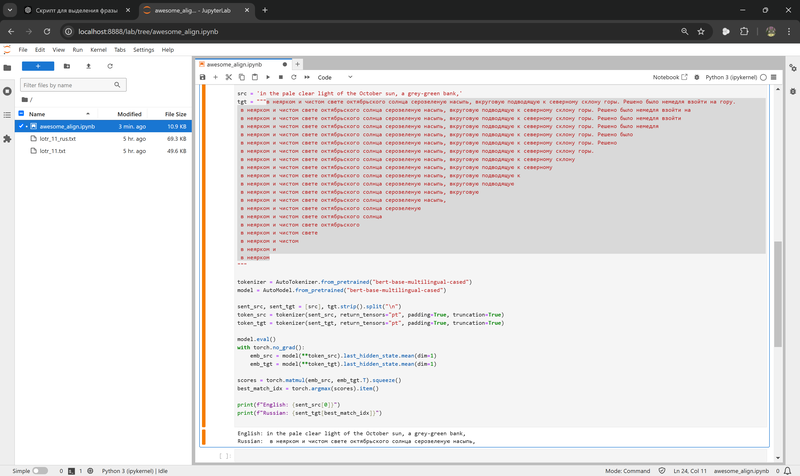 Скрипт для выделения фразы
awesome_alig... - JupyterLab
localhost:8888/lab/tree/awesome_align.ipynb
File Edit View Run Kernel Tabs Settings Help
Filter files by name
/
Name Modified File Size
awesome_align.ipynb 3 min. ago 10.9 KB
lotr_11_rus.txt 5 hr. ago 69.3 KB
lotr_11.txt 5 hr. ago 49.6 KB
awesome_align.ipynb
Code
Notebook
Python 3 (ipykernel)
src = 'in the pale clear light of the October sun, a grey-green bank,'
tgt = """в неярком и чистом свете октябрьского солнца серозеленую насыпь, вкруговую подводящую к северному склону горы. Решено было немедля взойти на гору.
в неярком и чистом свете октябрьского солнца серозеленую насыпь, вкруговую подводящую к северному склону горы. Решено было немедля взойти на
в неярком и чистом свете октябрьского солнца серозеленую насыпь, вкруговую подводящую к северному склону горы. Решено было немедля взойти
в неярком и чистом свете октябрьского солнца серозеленую насыпь, вкруговую подводящую к северному склону горы. Решено было немедля
в неярком и чистом свете октябрьского солнца серозеленую насыпь, вкруговую подводящую к северному склону горы. Решено было
в неярком и чистом свете октябрьского солнца серозеленую насыпь, вкруговую подводящую к северному склону горы. Решено
в неярком и чистом свете октябрьского солнца серозеленую насыпь, вкруговую подводящую к северному склону горы.
в неярком и чистом свете октябрьского солнца серозеленую насыпь, вкруговую подводящую к северному склону
в неярком и чистом свете октябрьского солнца серозеленую насыпь, вкруговую подводящую к северному
в неярком и чистом свете октябрьского солнца серозеленую насыпь, вкруговую подводящую к
в неярком и чистом свете октябрьского солнца серозеленую насыпь, вкруговую подводящую
в неярком и чистом свете октябрьского солнца серозеленую насыпь, вкруговую
в неярком и чистом свете октябрьского солнца серозеленую насыпь,
в неярком и чистом свете октябрьского солнца серозеленую
в неярком и чистом свете октябрьского солнца
в неярком и чистом свете октябрьского
в неярком и чистом свете
в неярком и чистом
в неярком и
в неярком
"""
tokenizer = AutoTokenizer.from_pretrained("bert-base-multilingual-cased")
model = AutoModel.from_pretrained("bert-base-multilingual-cased")
sent_src, sent_tgt = [src], tgt.strip().split("\n")
token_src = tokenizer(sent_src, return_tensors="pt", padding=True, truncation=True)
token_tgt = tokenizer(sent_tgt, return_tensors="pt", padding=True, truncation=True)
model.eval()
with torch.no_grad():
emb_src = model(**token_src).last_hidden_state.mean(dim=1)
emb_tgt = model(**token_tgt).last_hidden_state.mean(dim=1)
scores = torch.matmul(emb_src, emb_tgt.T).squeeze()
best_match_idx = torch.argmax(scores).item()
print(f"English: {sent_src[0]}")
print(f"Russian: {sent_tgt[best_match_idx]}")
English: in the pale clear light of the October sun, a grey-green bank,
Russian:  в неярком и чистом свете октябрьского солнца серозеленую насыпь,
[ ]:
Simple 0 1 Python 3 (ipykernel) | Idle Mode: Command Ln 24, Col 11 awesome_align.ipynb 0